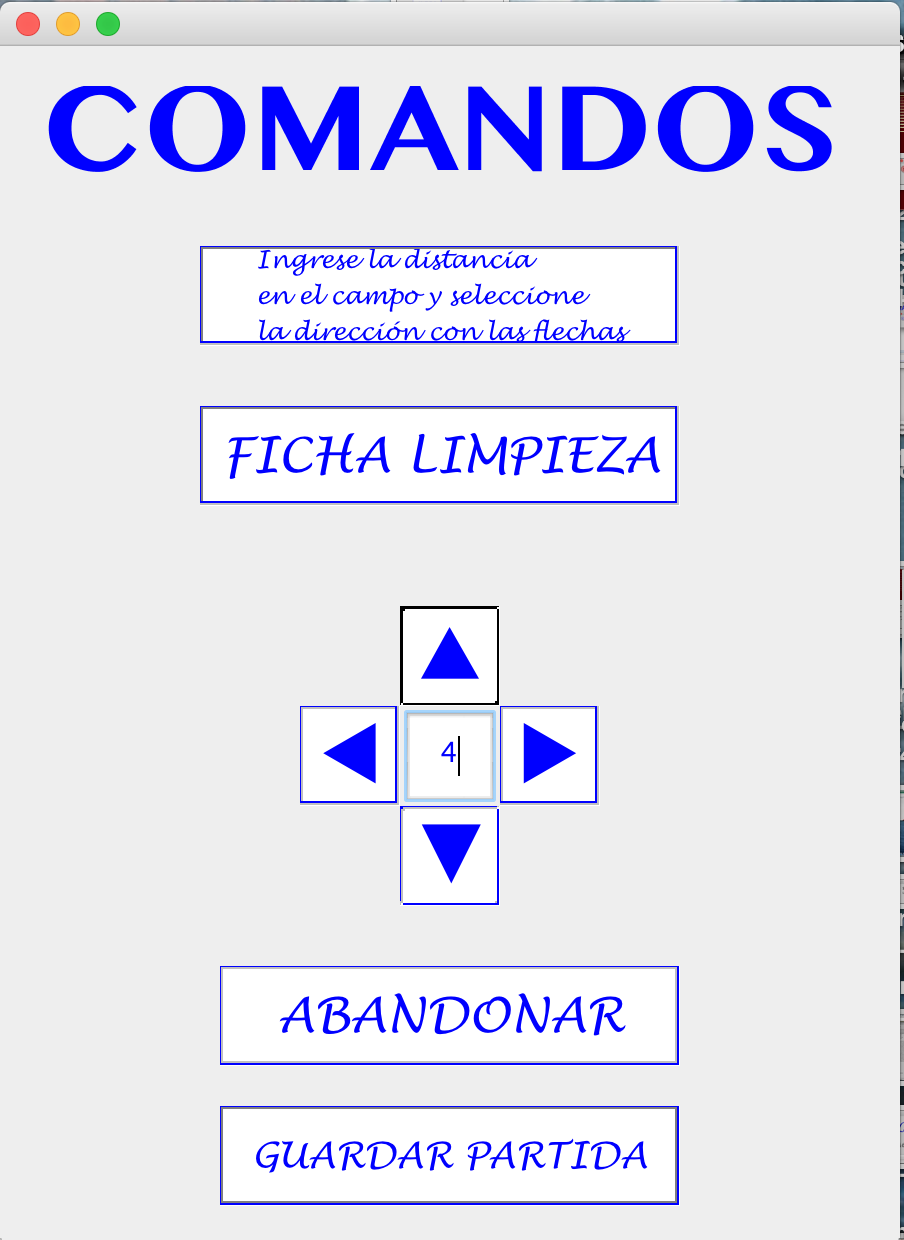 COMANDOS
Ingrese la distancia
en el campo y seleccione
la dirección con las flechas
FICHA LIMPIEZA
4
ABANDONAR
GUARDAR PARTIDA